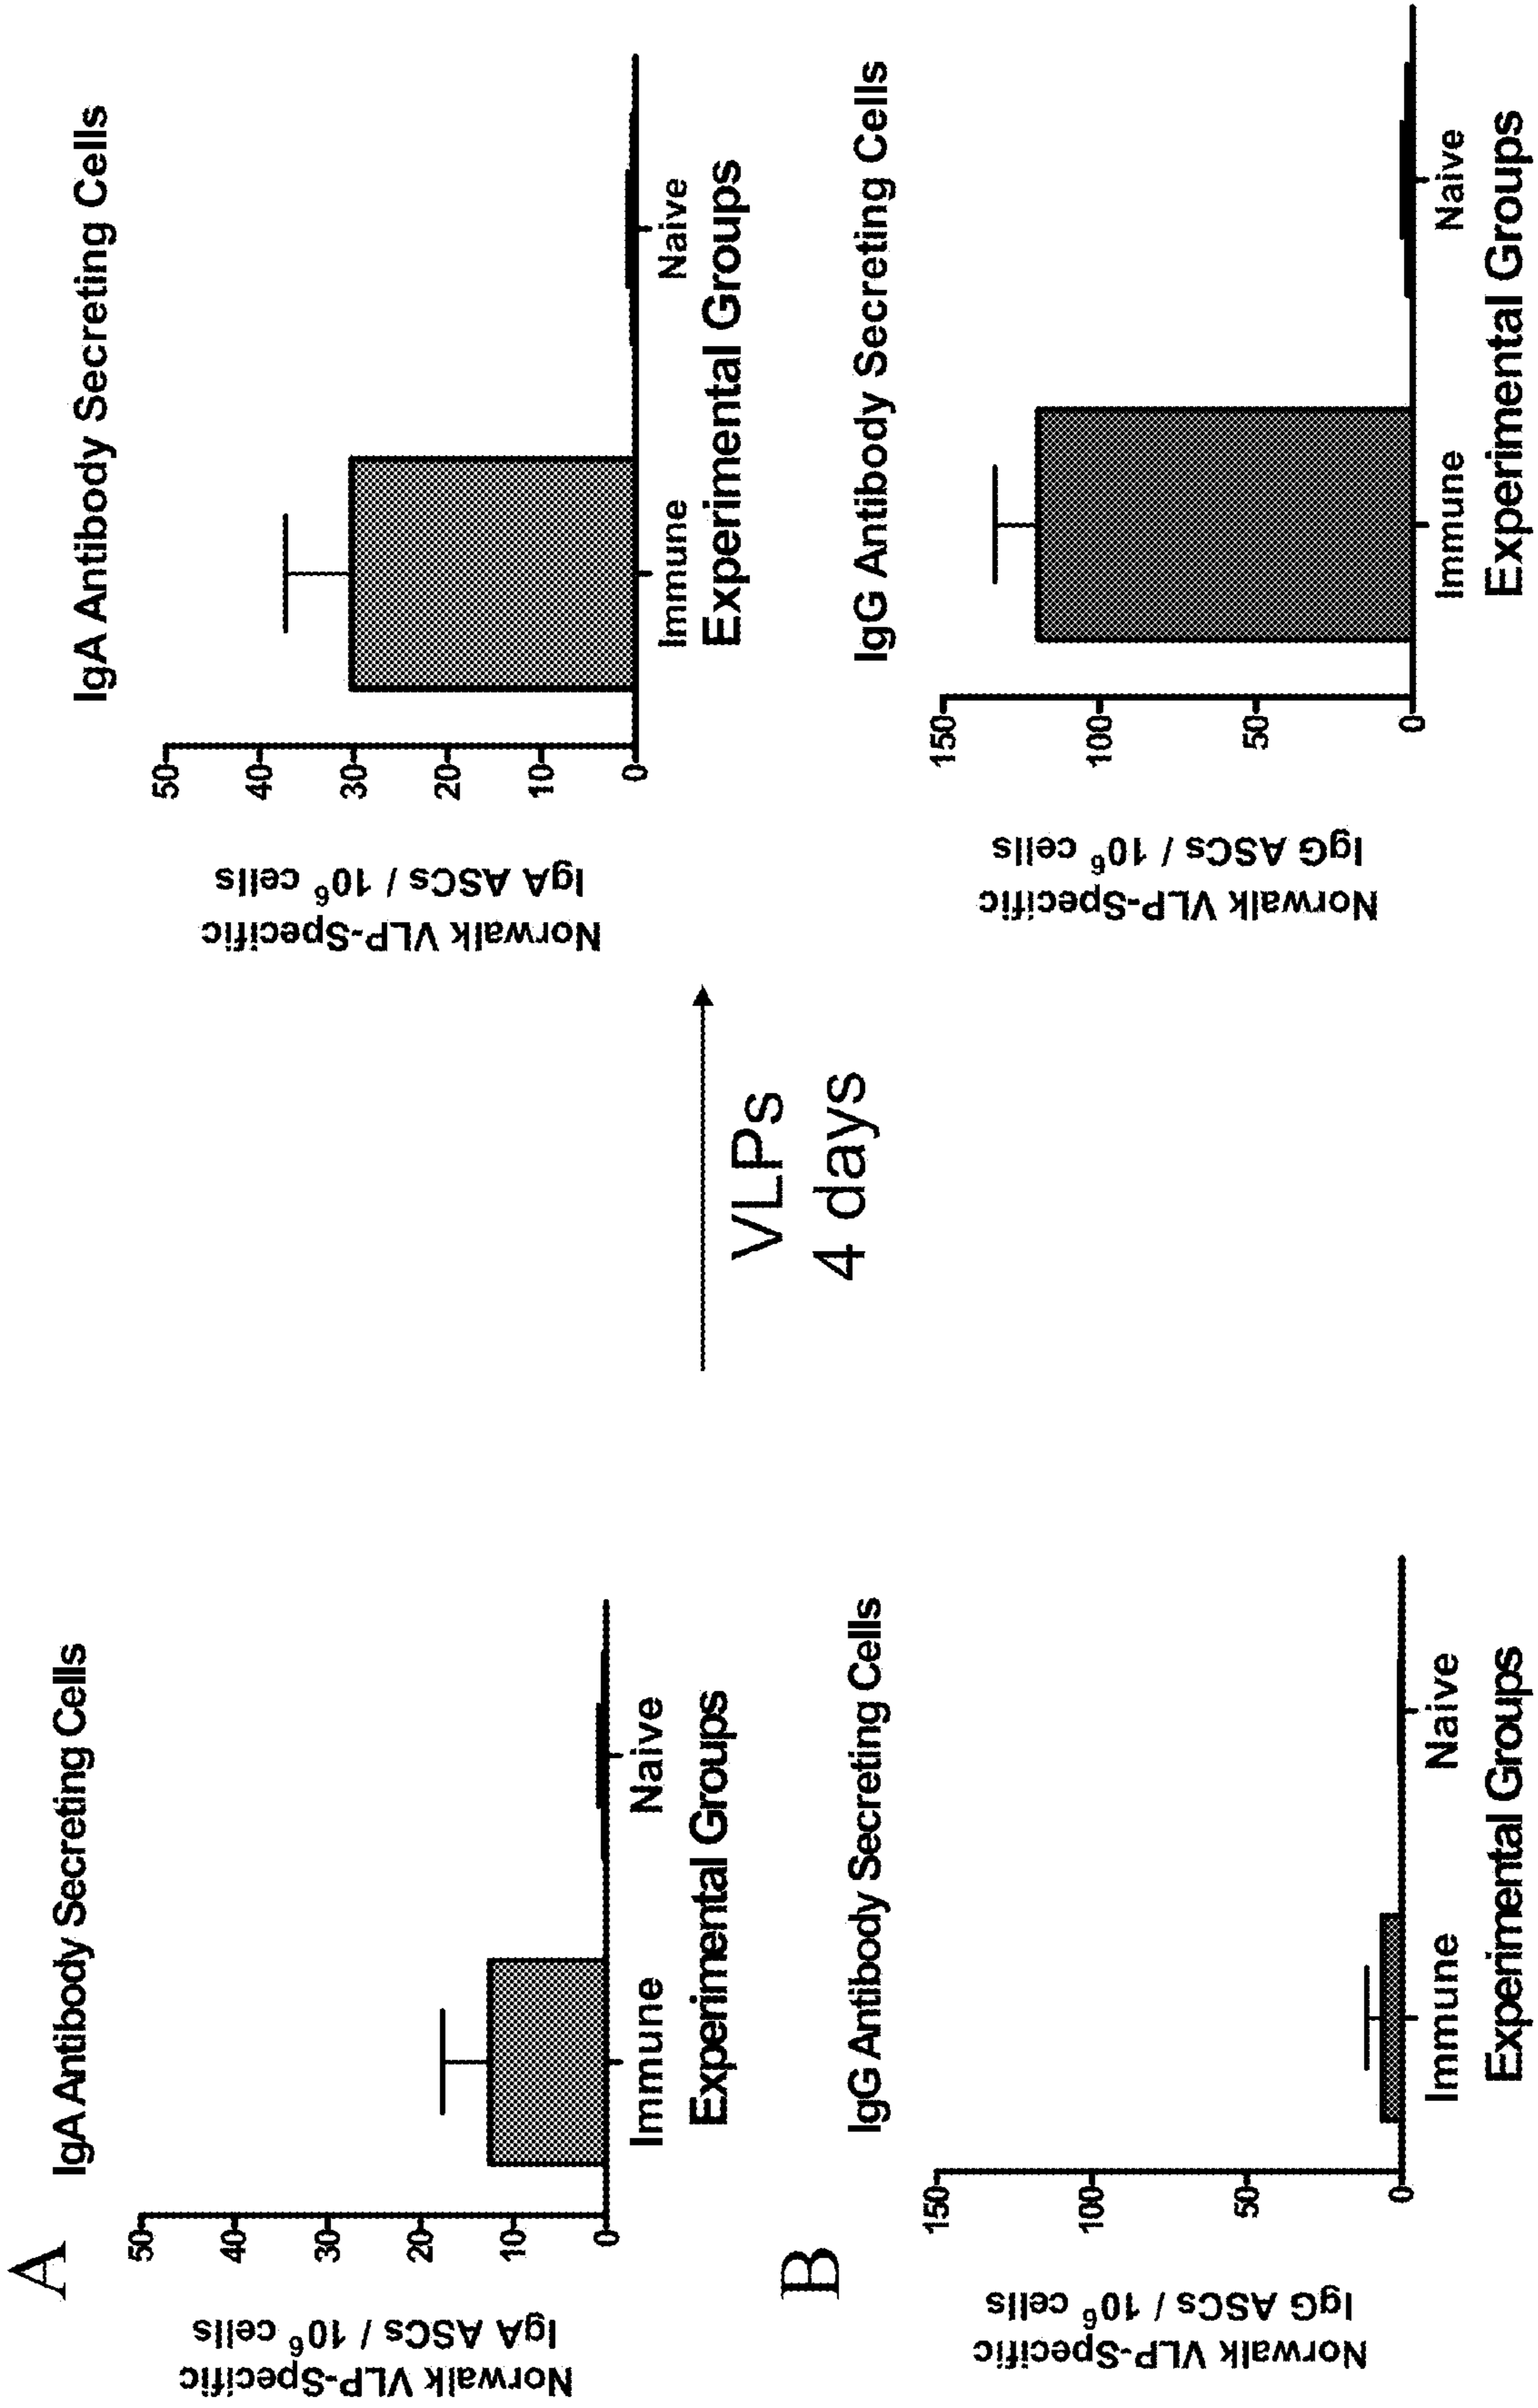 A
IgA Antibody Secreting Cells
Norwalk VLP-Specific
IgA ASCs / 10⁶ cells
50
40
30
20
10
0
Immune
Naive
Experimental Groups
VLPs
4 days
IgA Antibody Secreting Cells
Norwalk VLP-Specific
IgA ASCs / 10⁶ cells
50
40
30
20
10
0
Immune
Naive
Experimental Groups
B
IgG Antibody Secreting Cells
Norwalk VLP-Specific
IgG ASCs / 10⁶ cells
150
100
50
0
Immune
Naive
Experimental Groups
IgG Antibody Secreting Cells
Norwalk VLP-Specific
IgG ASCs / 10⁶ cells
150
100
50
0
Immune
Naive
Experimental Groups